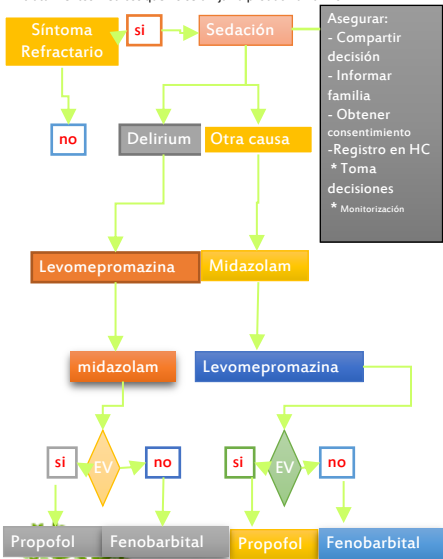 Síntoma
Refractario
si
Sedación
Asegurar:
- Compartir
decisión
- Informar
familia
- Obtener
consentimiento
-Registro en HC
* Toma
decisiones
* Monitorización
no
Delirium
Otra causa
Levomepromazina
Midazolam
midazolam
Levomepromazina
si
EV
no
si
EV
no
Propofol
Fenobarbital
Propofol
Fenobarbital